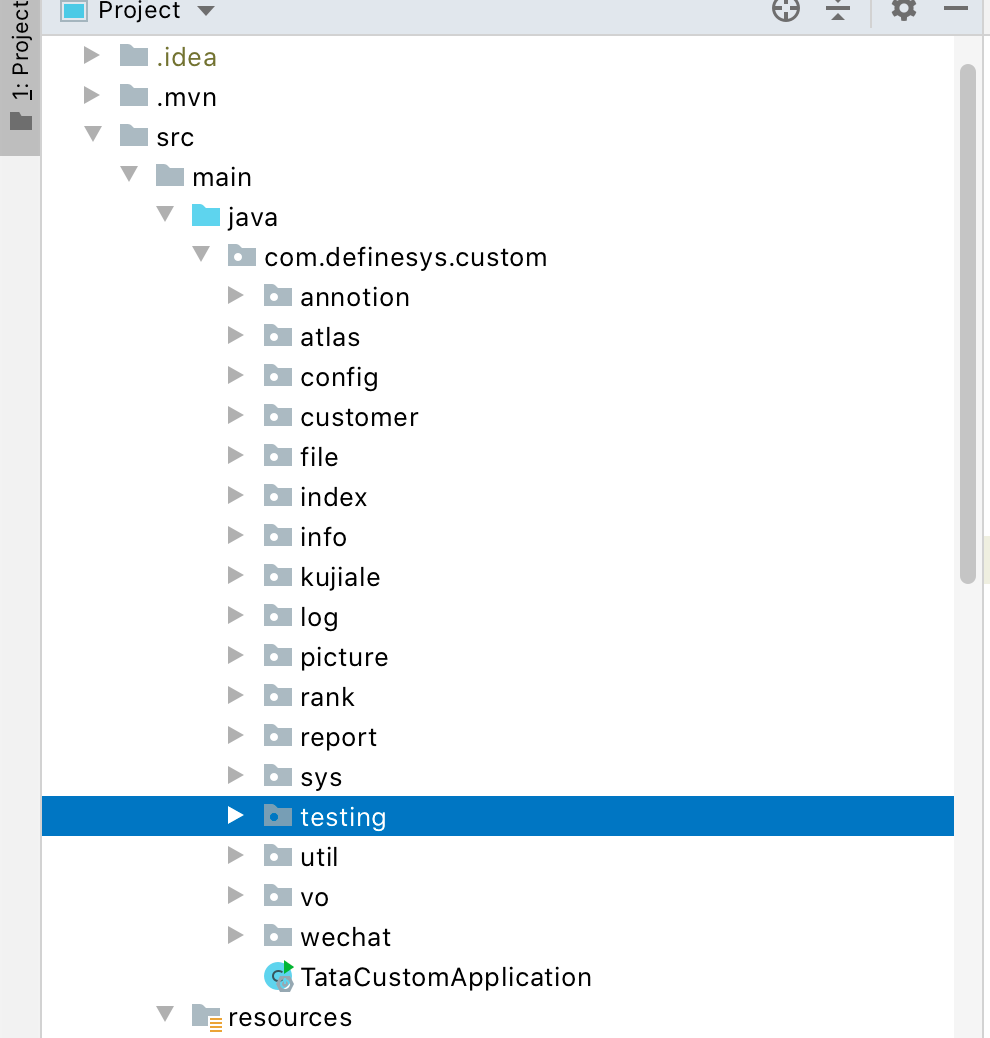 Project
1: Project
.idea
.mvn
src
main
java
com.definesys.custom
annotion
atlas
config
customer
file
index
info
kujiale
log
picture
rank
report
sys
testing
util
vo
wechat
TataCustomApplication
resources